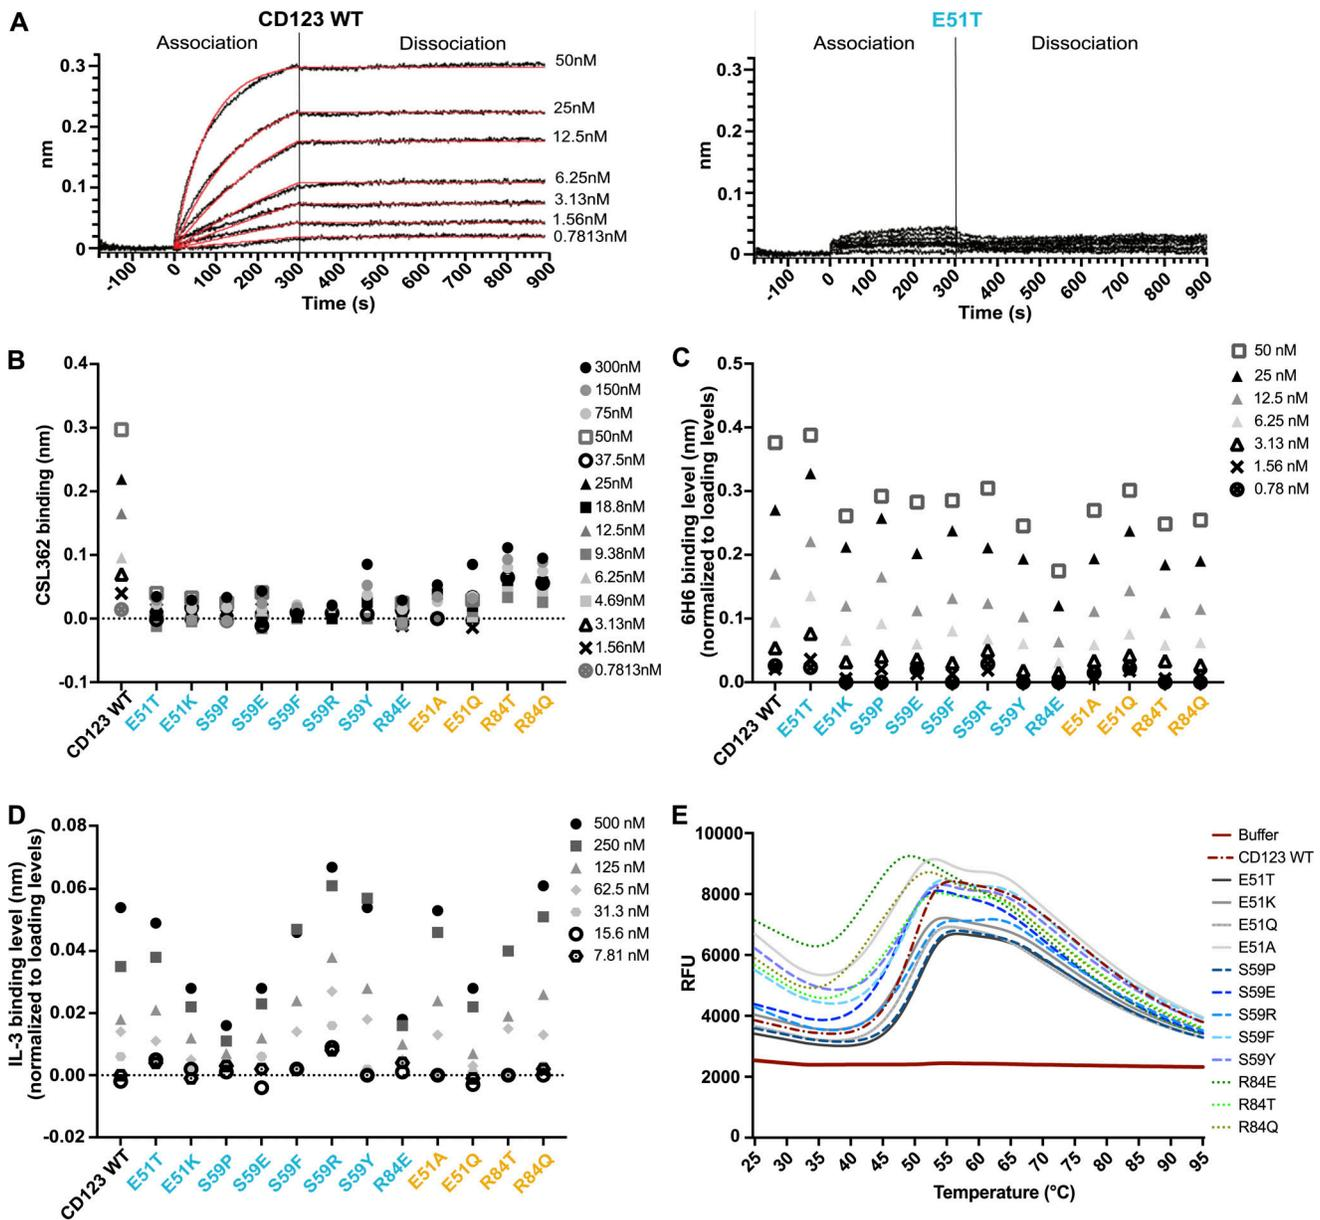 A
CD123 WT
Association
Dissociation
nm
0.3
0.2
0.1
0
-100
0
100
200
300
400
500
600
700
800
900
Time (s)
50nM
25nM
12.5nM
6.25nM
3.13nM
1.56nM
0.7813nM
E51T
Association
Dissociation
nm
0.3
0.2
0.1
0
-100
0
100
200
300
400
500
600
700
800
900
Time (s)
B
CSL362 binding (nm)
0.4
0.3
0.2
0.1
0.0
-0.1
CD123 WT
E51T
E51K
S59P
S59E
S59F
S59R
S59Y
R84E
E51A
E51Q
R84T
R84Q
300nM
150nM
75nM
50nM
37.5nM
25nM
18.8nM
12.5nM
9.38nM
6.25nM
4.69nM
3.13nM
1.56nM
0.7813nM
C
6H6 binding level (nm)
(normalized to loading levels)
0.5
0.4
0.3
0.2
0.1
0.0
CD123 WT
E51T
E51K
S59P
S59E
S59F
S59R
S59Y
R84E
E51A
E51Q
R84T
R84Q
50 nM
25 nM
12.5 nM
6.25 nM
3.13 nM
1.56 nM
0.78 nM
D
IL-3 binding level (nm)
(normalized to loading levels)
0.08
0.06
0.04
0.02
0.00
-0.02
CD123 WT
E51T
E51K
S59P
S59E
S59F
S59R
S59Y
R84E
E51A
E51Q
R84T
R84Q
500 nM
250 nM
125 nM
62.5 nM
31.3 nM
15.6 nM
7.81 nM
E
RFU
10000
8000
6000
4000
2000
0
25
30
35
40
45
50
55
60
65
70
75
80
85
90
95
Temperature (°C)
Buffer
CD123 WT
E51T
E51K
E51Q
E51A
S59P
S59E
S59R
S59F
S59Y
R84E
R84T
R84Q